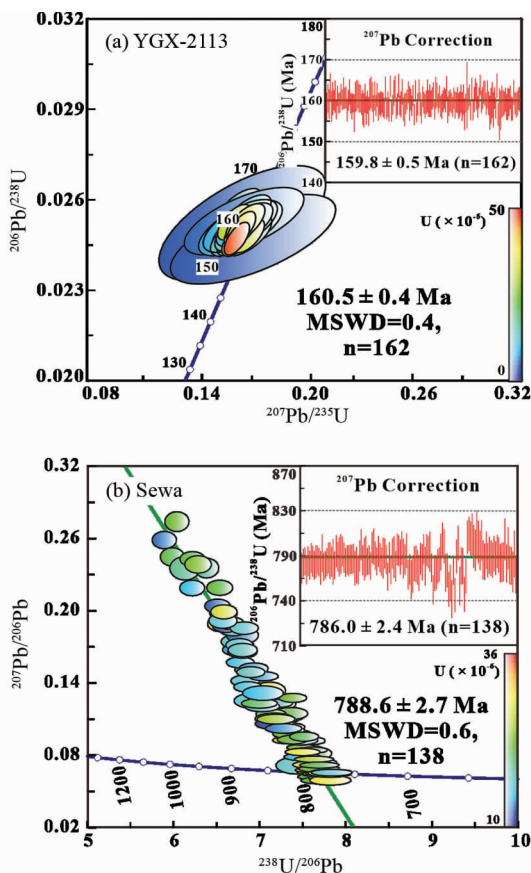 (a) YGX-2113
0.032
0.029
0.026
0.023
0.020
²⁰⁶Pb/²³⁸U
0.08
0.14
0.20
0.26
0.32
²⁰⁷Pb/²³⁵U
170
160
150
140
130
²⁰⁷Pb Correction
²⁰⁶Pb/²³⁸U (Ma)
180
170
160
150
140
159.8 ± 0.5 Ma (n=162)
50
U (×10⁻⁶)
0
160.5 ± 0.4 Ma
MSWD=0.4,
n=162
(b) Sewa
0.32
0.26
0.20
0.14
0.08
0.02
²⁰⁷Pb/²⁰⁶Pb
5
6
7
8
9
10
²³⁸U/²⁰⁶Pb
1200
1000
900
800
700
²⁰⁷Pb Correction
²⁰⁶Pb/²³⁸U (Ma)
870
830
790
740
710
786.0 ± 2.4 Ma (n=138)
36
U (×10⁻⁶)
10
788.6 ± 2.7 Ma
MSWD=0.6,
n=138